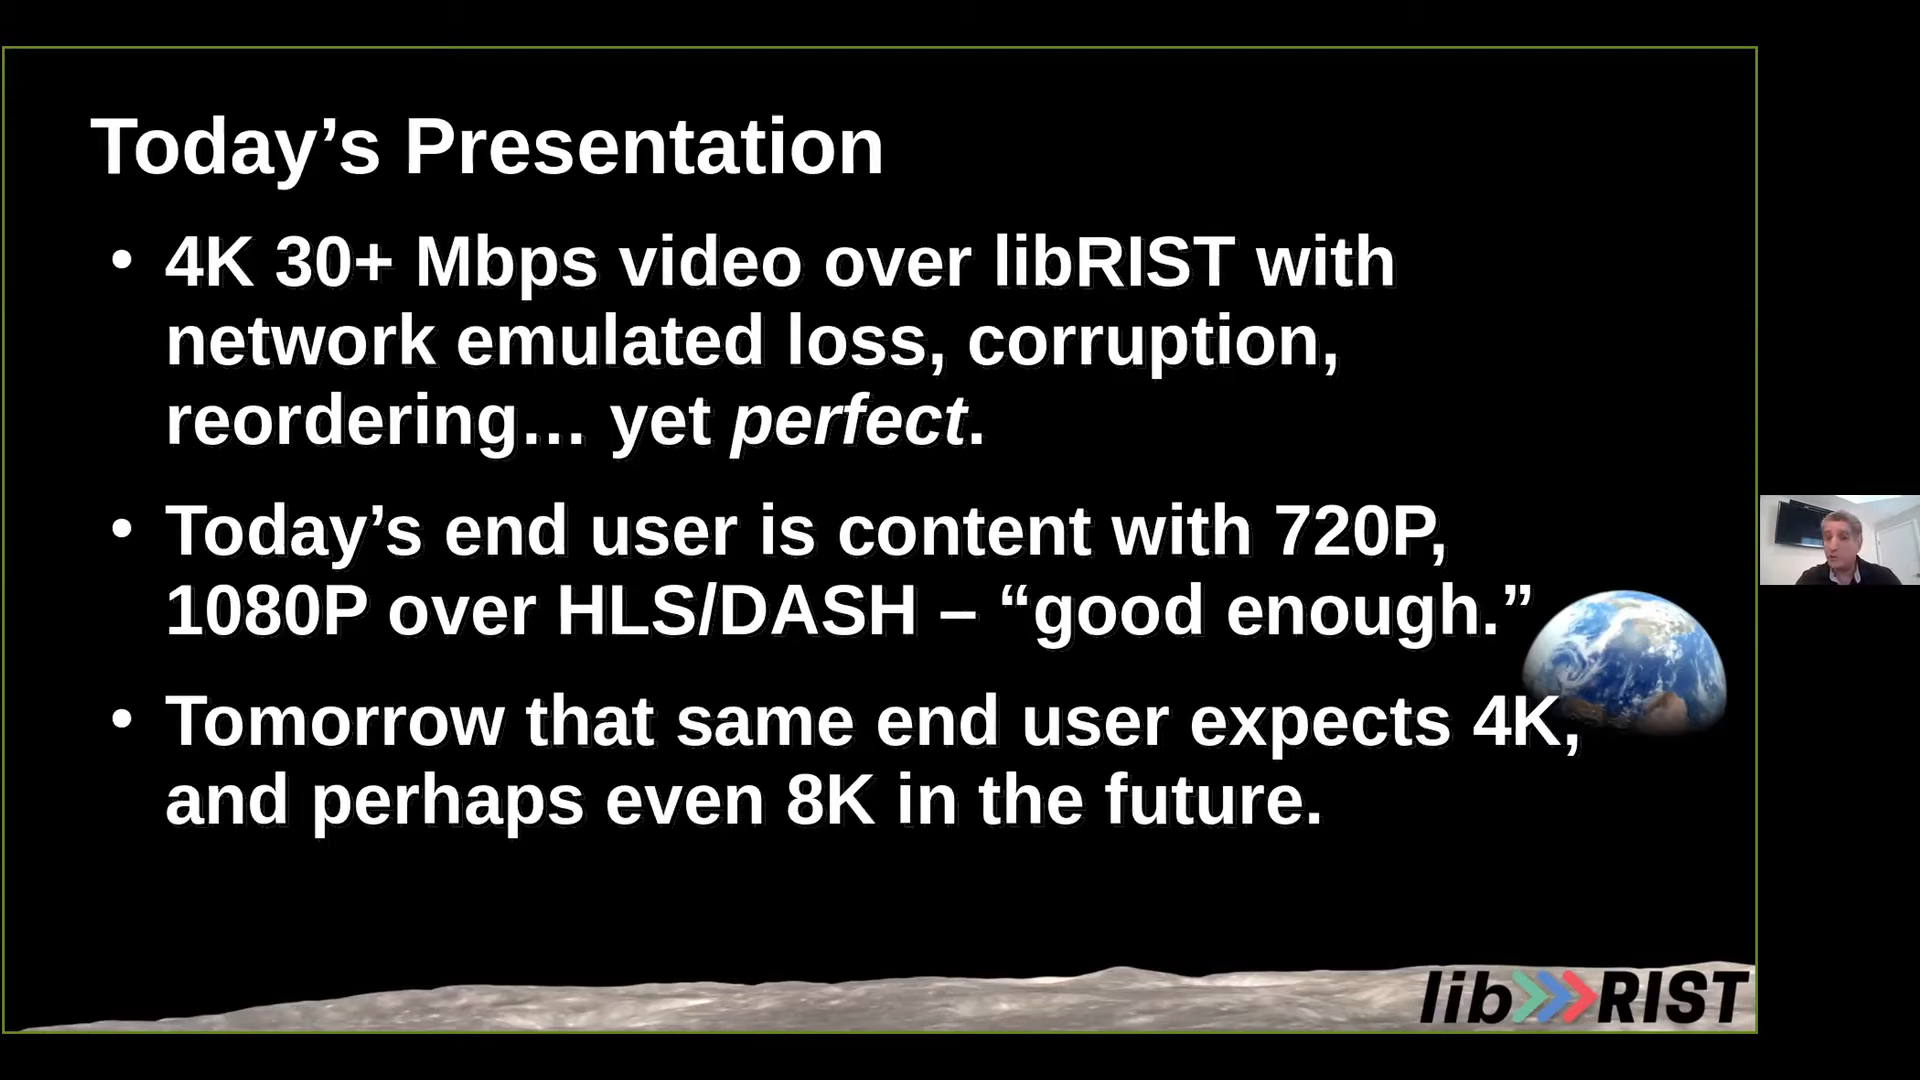 Today’s Presentation
• 4K 30+ Mbps video over libRIST with
network emulated loss, corruption,
reordering… yet perfect.
• Today’s end user is content with 720P,
1080P over HLS/DASH – “good enough.”
• Tomorrow that same end user expects 4K,
and perhaps even 8K in the future.
lib RIST